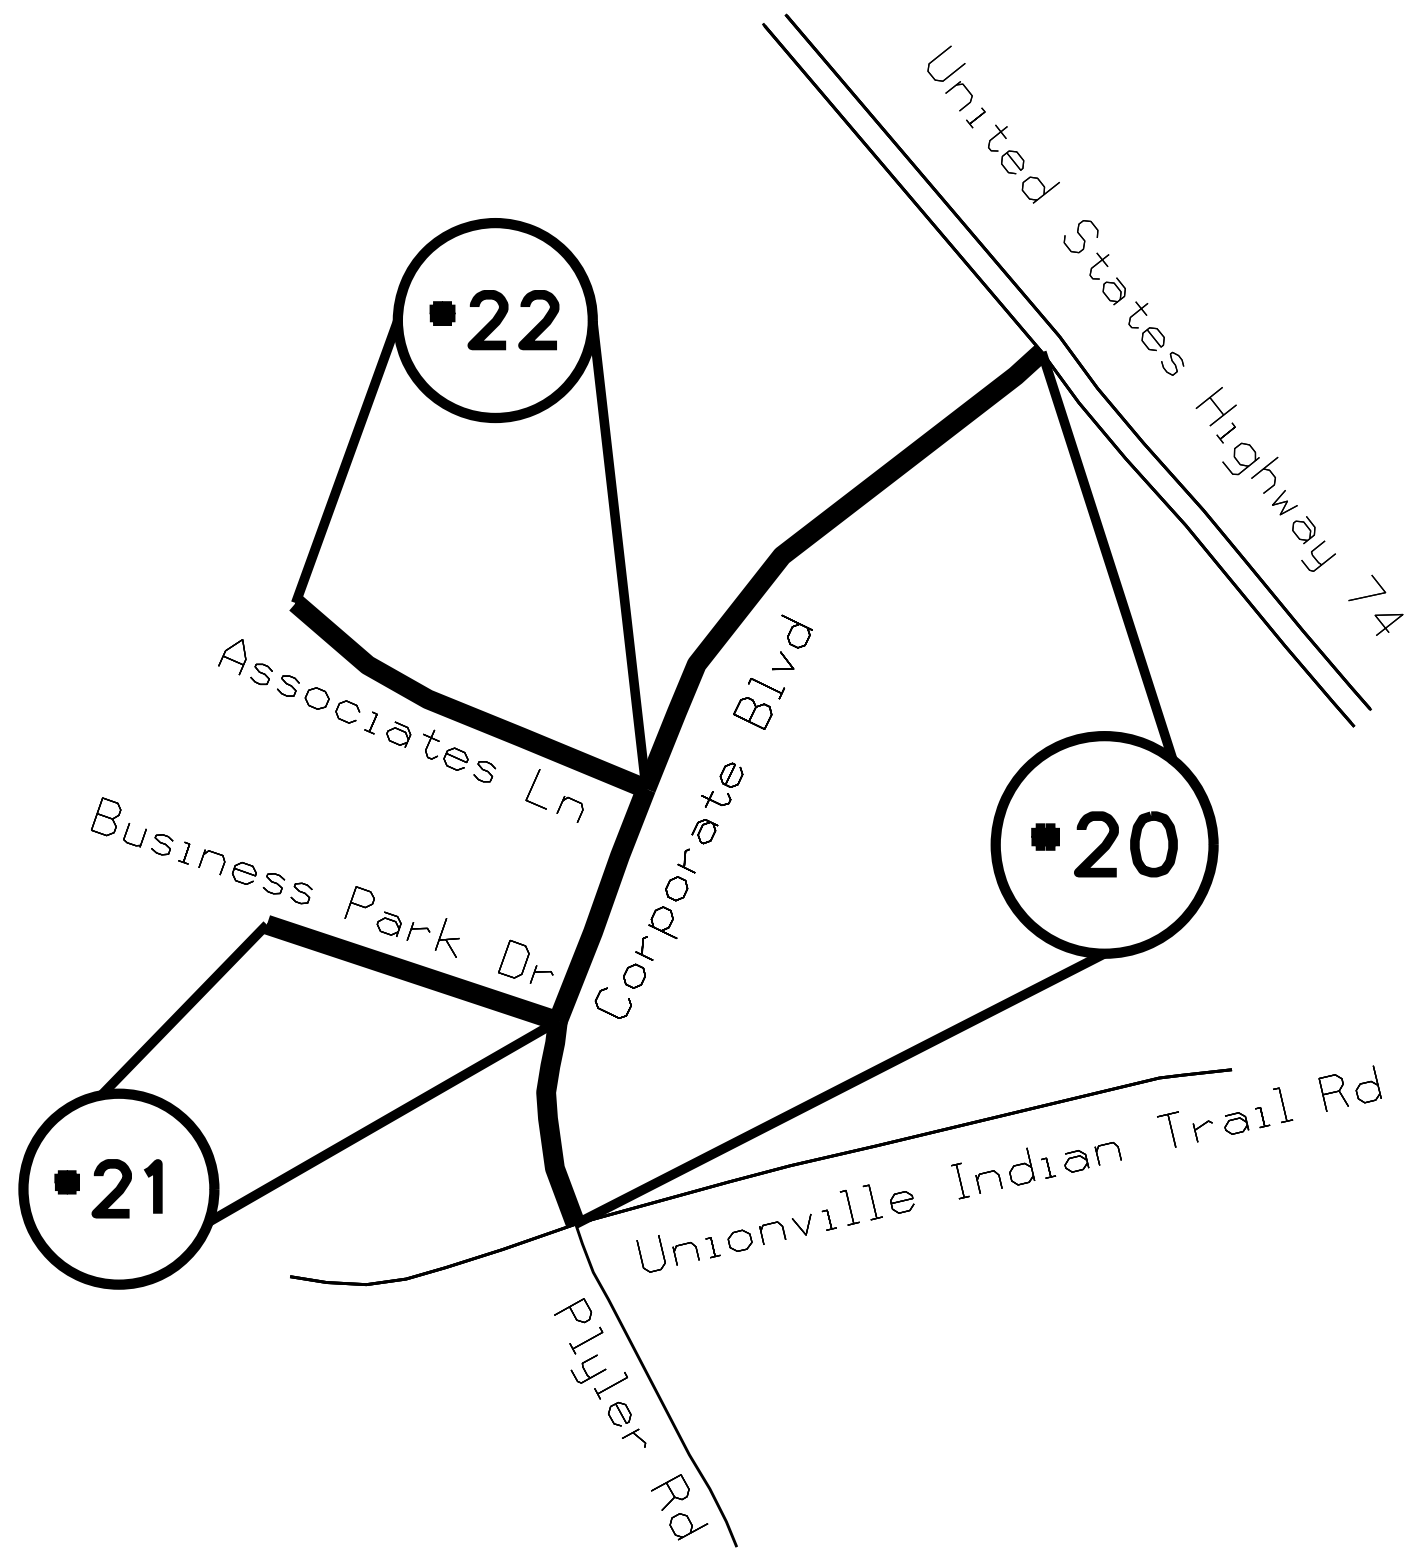 United States Highway 74
#22
Associates Ln
Corporate Blvd
#20
Business Park Dr
#21
Unionville Indian Trail Rd
Plyler Rd